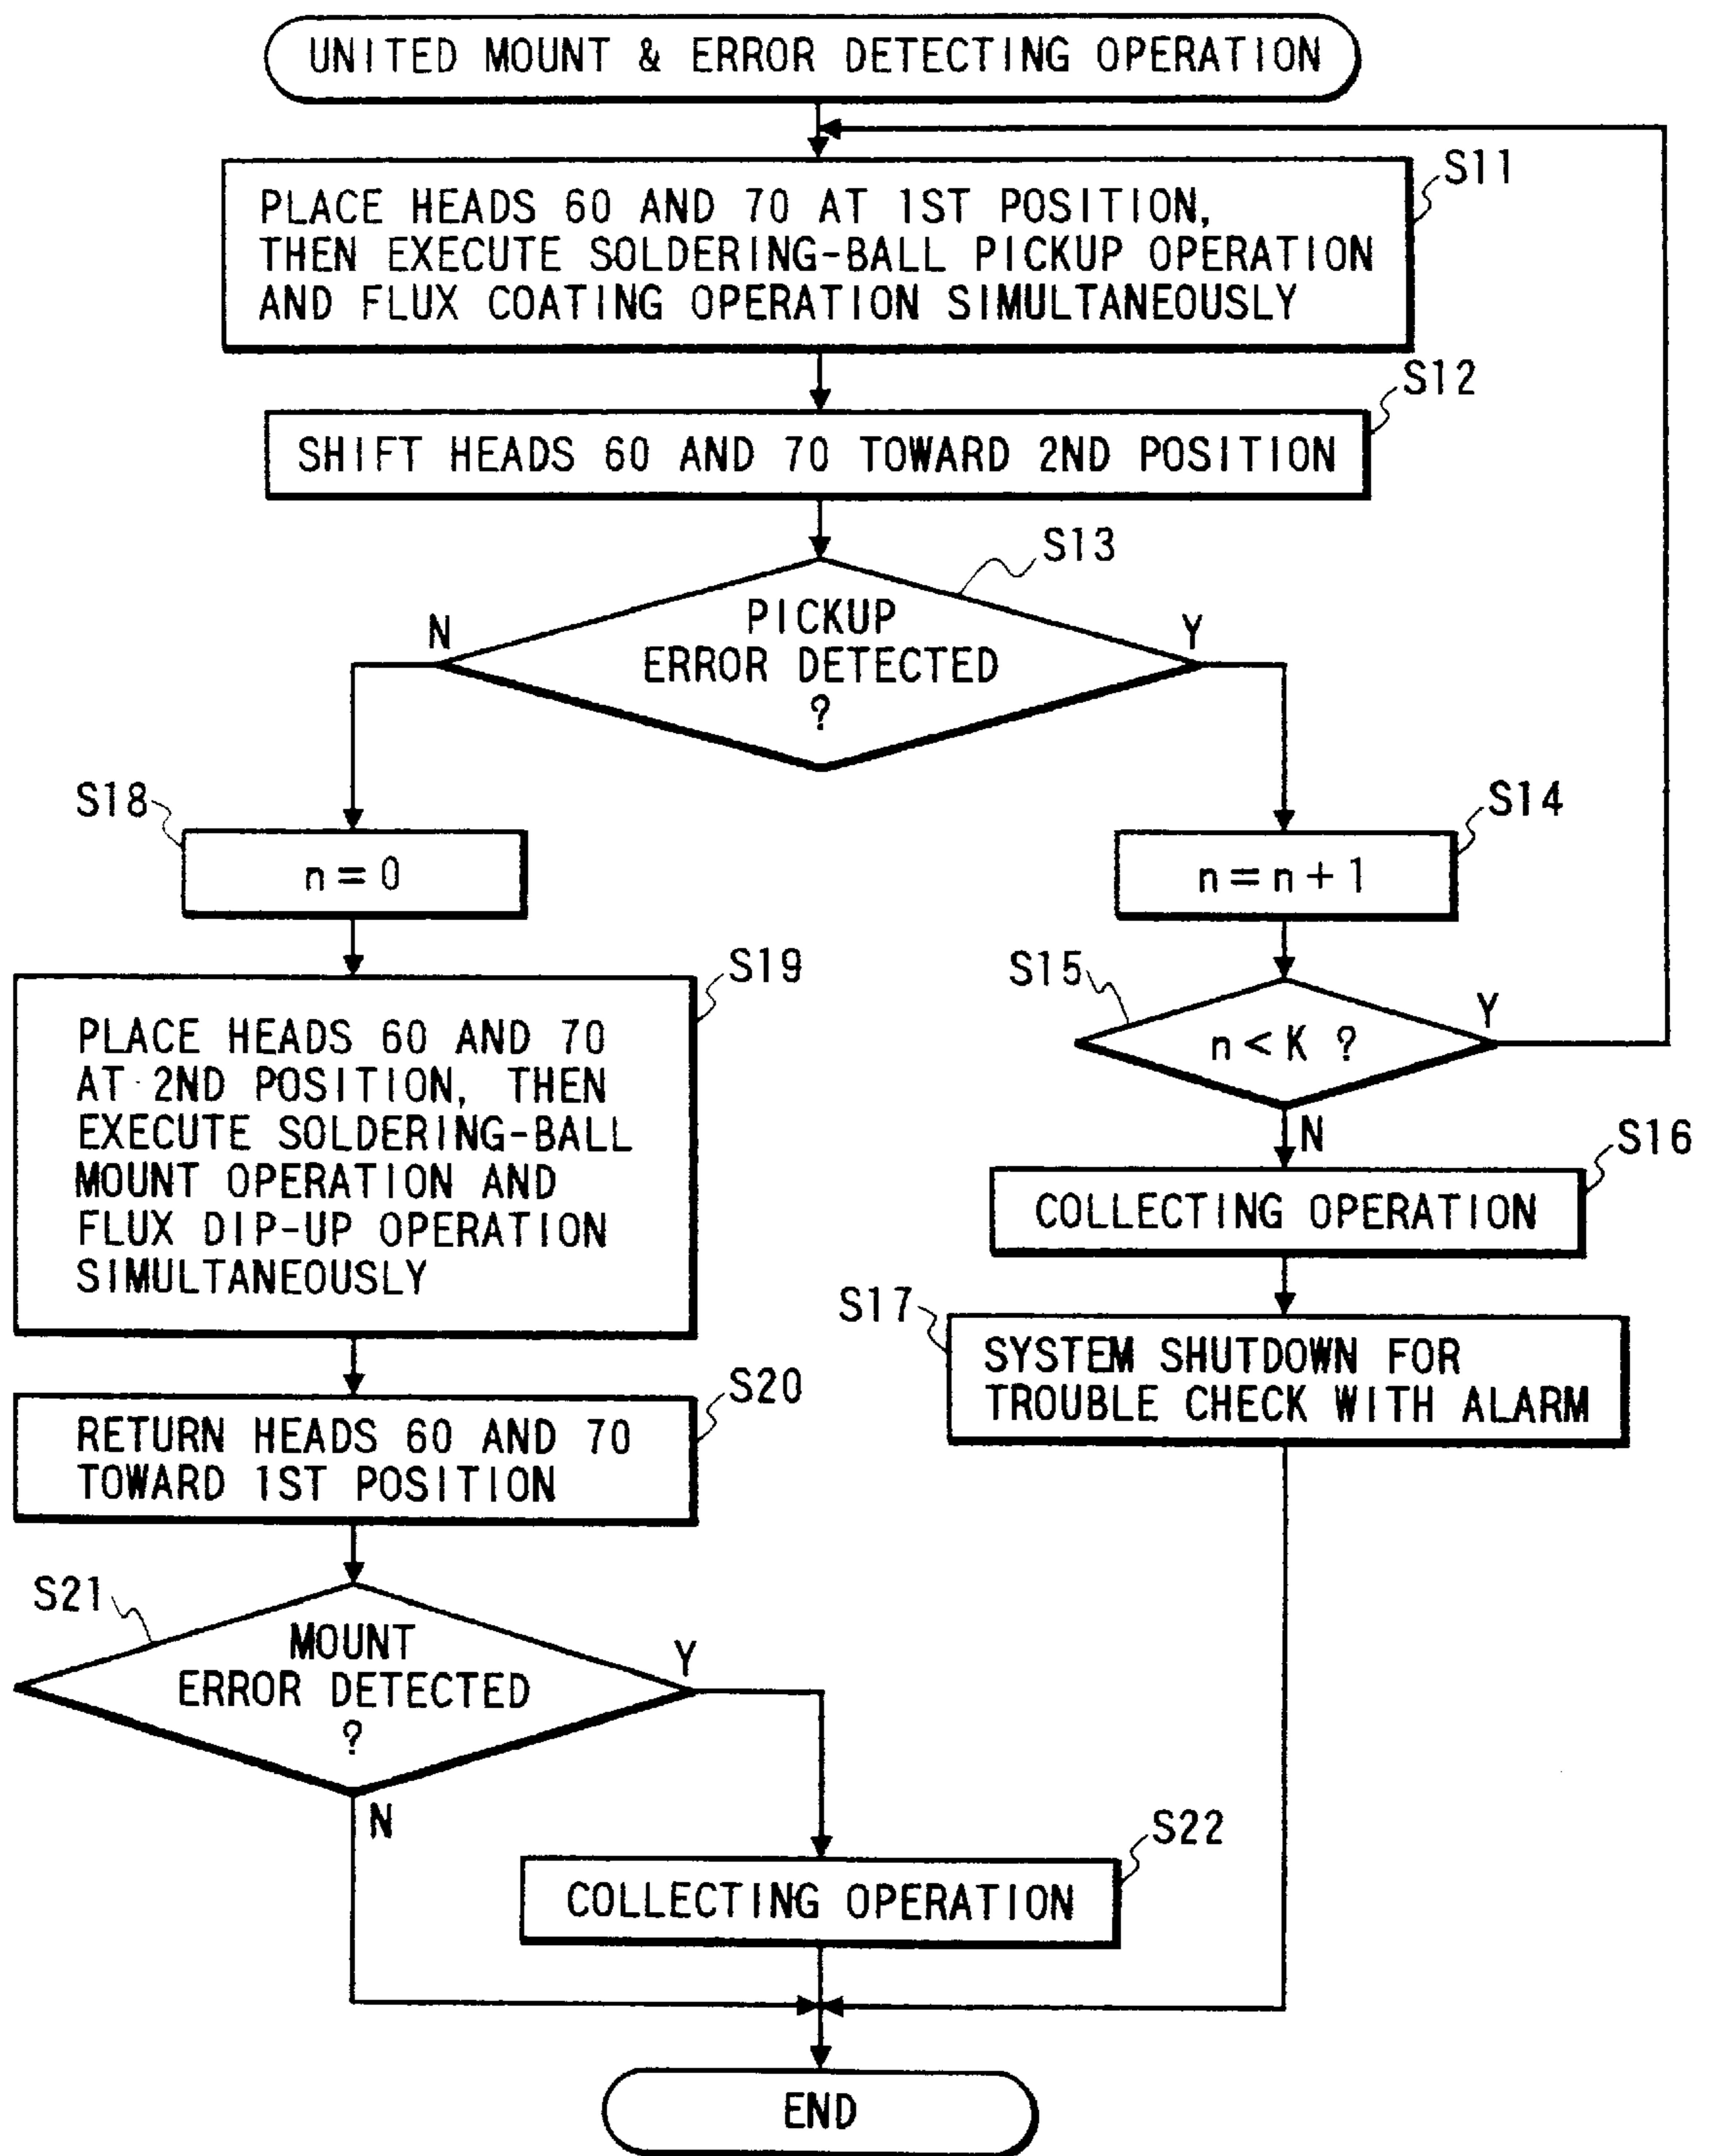 UNITED MOUNT & ERROR DETECTING OPERATION
S11
PLACE HEADS 60 AND 70 AT 1ST POSITION,
THEN EXECUTE SOLDERING-BALL PICKUP OPERATION
AND FLUX COATING OPERATION SIMULTANEOUSLY
S12
SHIFT HEADS 60 AND 70 TOWARD 2ND POSITION
S13
PICKUP
ERROR DETECTED
?
N
Y
S18
n = 0
S14
n = n + 1
S19
PLACE HEADS 60 AND 70
AT 2ND POSITION, THEN
EXECUTE SOLDERING-BALL
MOUNT OPERATION AND
FLUX DIP-UP OPERATION
SIMULTANEOUSLY
S15
n < K ?
Y
N
S16
COLLECTING OPERATION
S17
SYSTEM SHUTDOWN FOR
TROUBLE CHECK WITH ALARM
S20
RETURN HEADS 60 AND 70
TOWARD 1ST POSITION
S21
MOUNT
ERROR DETECTED
?
Y
N
S22
COLLECTING OPERATION
END